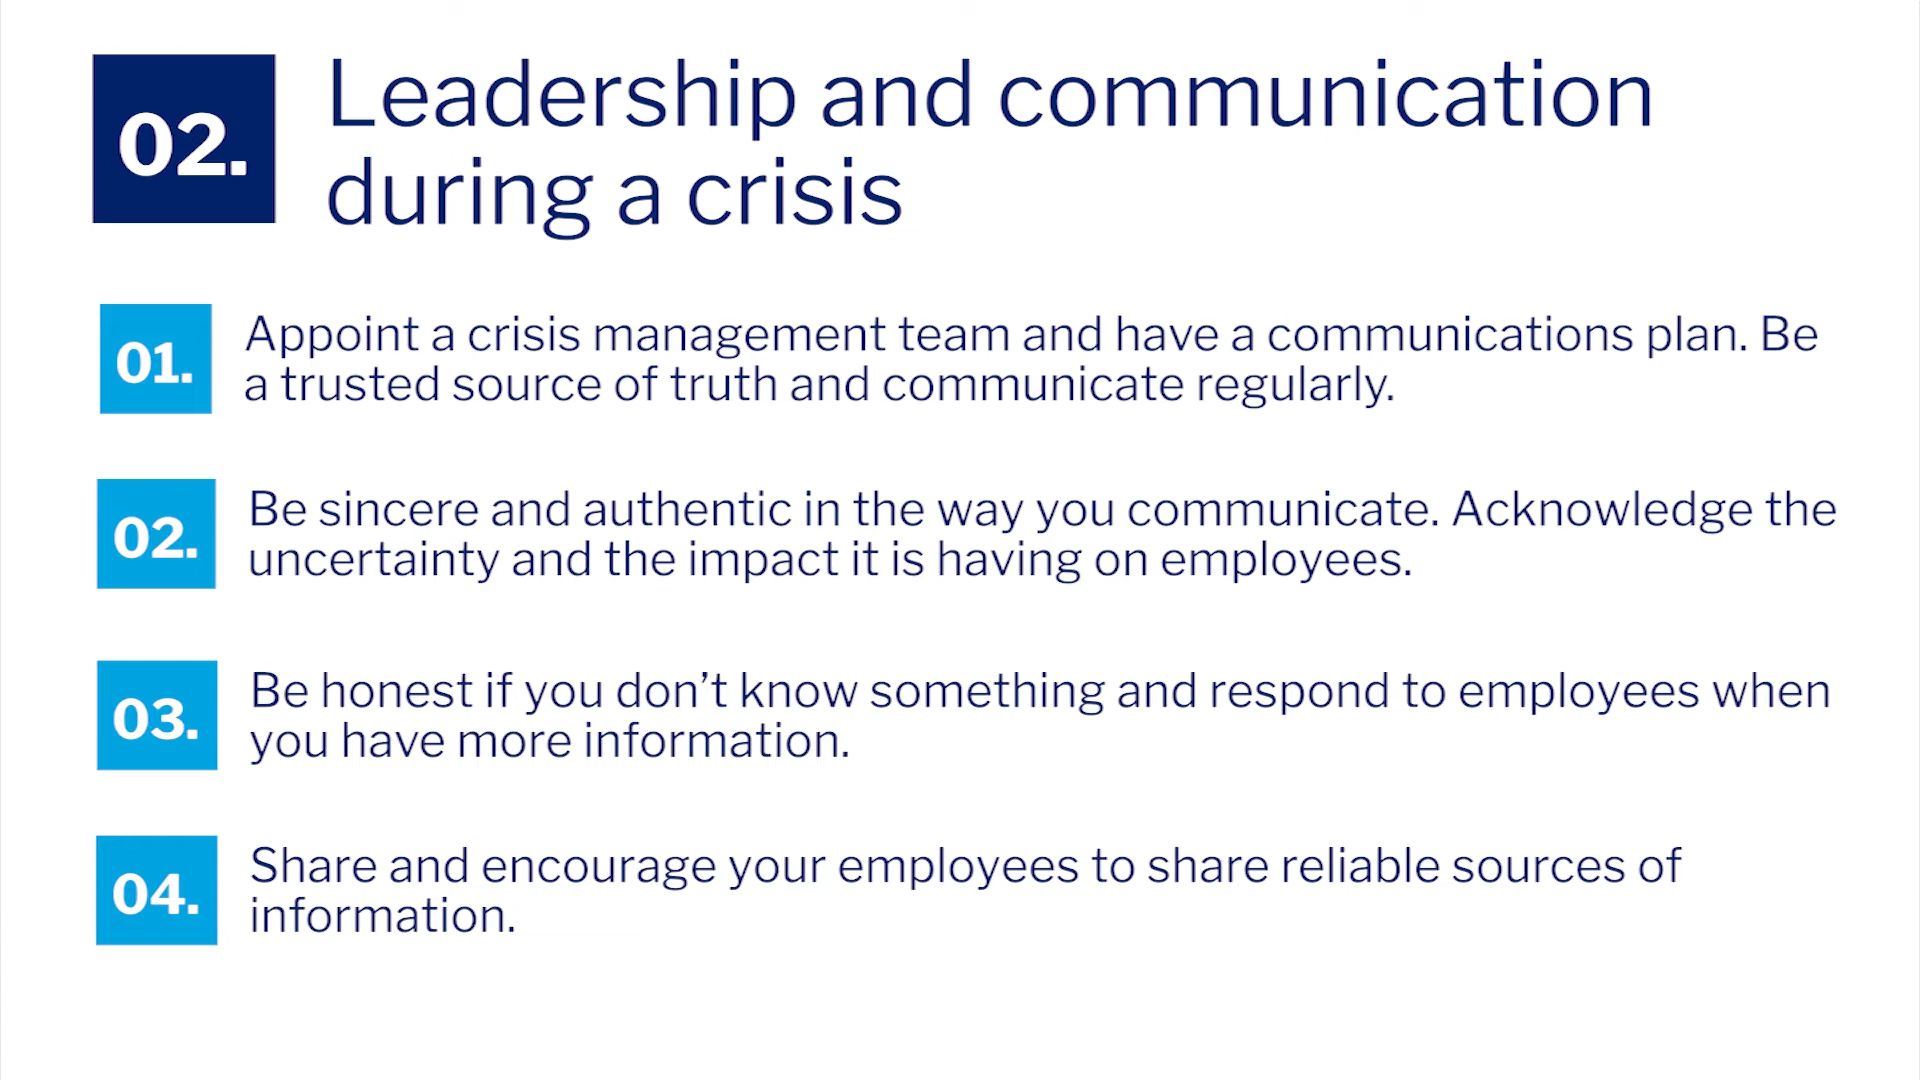 02.
Leadership and communication
during a crisis
01.
Appoint a crisis management team and have a communications plan. Be
a trusted source of truth and communicate regularly.
02.
Be sincere and authentic in the way you communicate. Acknowledge the
uncertainty and the impact it is having on employees.
03.
Be honest if you don’t know something and respond to employees when
you have more information.
04.
Share and encourage your employees to share reliable sources of
information.